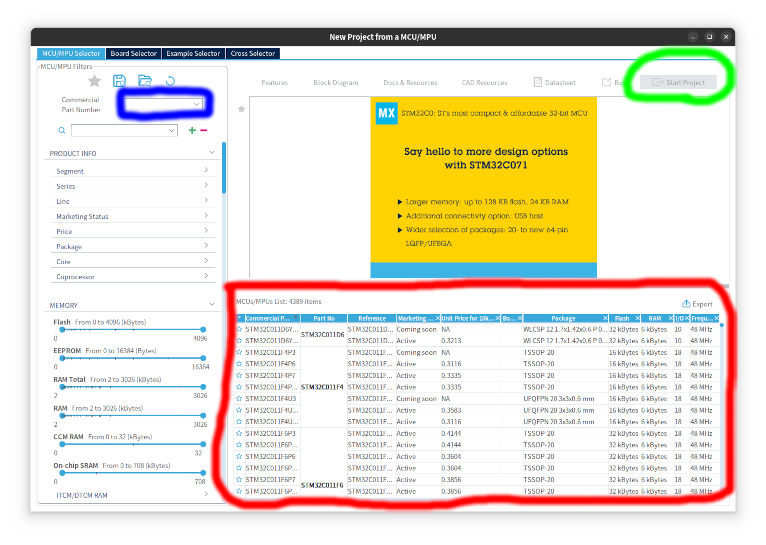 New Project from a MCU/MPU
MCU/MPU Selector Board Selector Example Selector Cross Selector
MCU/MPU Filters
Commercial
Part Number
PRODUCT INFO
Segment
Series
Line
Marketing Status
Price
Package
Core
Coprocessor
MEMORY
Flash From 0 to 4096 (kBytes)
0 4096
EEPROM From 0 to 16384 (Bytes)
0 16384
RAM Total From 2 to 3026 (kBytes)
2 3026
RAM From 2 to 3026 (kBytes)
2 3026
CCM RAM From 0 to 32 (kBytes)
0 32
On-chip SRAM From 0 to 708 (kBytes)
0 708
ITCM/DTCM RAM
Features Block Diagram Docs & Resources CAD Resources Datasheet Start Project
MX STM32C0: ST's most compact & affordable 32-bit MCU
Say hello to more design options
with STM32C071
Larger memory: up to 128 KB flash, 24 KB RAM
Additional connectivity option: USB host
Wider selection of packages: 20- to new 64-pin
LQFP/UFBGA
MCUs/MPUs List: 4389 items
Export
* Commercial P... Part No Reference Marketing ... X Unit Price for 10k... Bo... X Package X Flash X RAM X I/O X Frequ... X
STM32C011D6Y... STM32C011D... Coming soon NA WLCSP 12 1.7x1.42x0.6 P 0... 32 kBytes 6 kBytes 10 48 MHz
STM32C011D6
STM32C011D6Y... STM32C011D... Active 0.3213 WLCSP 12 1.7x1.42x0.6 P 0... 32 kBytes 6 kBytes 10 48 MHz
STM32C011F4P3 STM32C011F... Coming soon NA TSSOP-20 16 kBytes 6 kBytes 18 48 MHz
STM32C011F4P6 STM32C011F... Active 0.3116 TSSOP-20 16 kBytes 6 kBytes 18 48 MHz
STM32C011F4P7 STM32C011F... Active 0.3335 TSSOP-20 16 kBytes 6 kBytes 18 48 MHz
STM32C011F4P... STM32C011F4 STM32C011F... Active 0.3335 TSSOP-20 16 kBytes 6 kBytes 18 48 MHz
STM32C011F4U3 STM32C011F... Coming soon NA UFQFPN 20 3x3x0.6 mm 16 kBytes 6 kBytes 18 48 MHz
STM32C011F4U... STM32C011F... Active 0.3583 UFQFPN 20 3x3x0.6 mm 16 kBytes 6 kBytes 18 48 MHz
STM32C011F4U... STM32C011F... Active 0.3116 UFQFPN 20 3x3x0.6 mm 16 kBytes 6 kBytes 18 48 MHz
STM32C011F6P3 STM32C011F... Active 0.4144 TSSOP-20 32 kBytes 6 kBytes 18 48 MHz
STM32C011F6P... STM32C011F... Active 0.4144 TSSOP-20 32 kBytes 6 kBytes 18 48 MHz
STM32C011F6P6 STM32C011F... Active 0.3604 TSSOP-20 32 kBytes 6 kBytes 18 48 MHz
STM32C011F6P... STM32C011F... Active 0.3604 TSSOP-20 32 kBytes 6 kBytes 18 48 MHz
STM32C011F6P7 STM32C011F... Active 0.3856 TSSOP-20 32 kBytes 6 kBytes 18 48 MHz
STM32C011F6
STM32C011F6P... STM32C011F... Active 0.3856 TSSOP-20 32 kBytes 6 kBytes 18 48 MHz